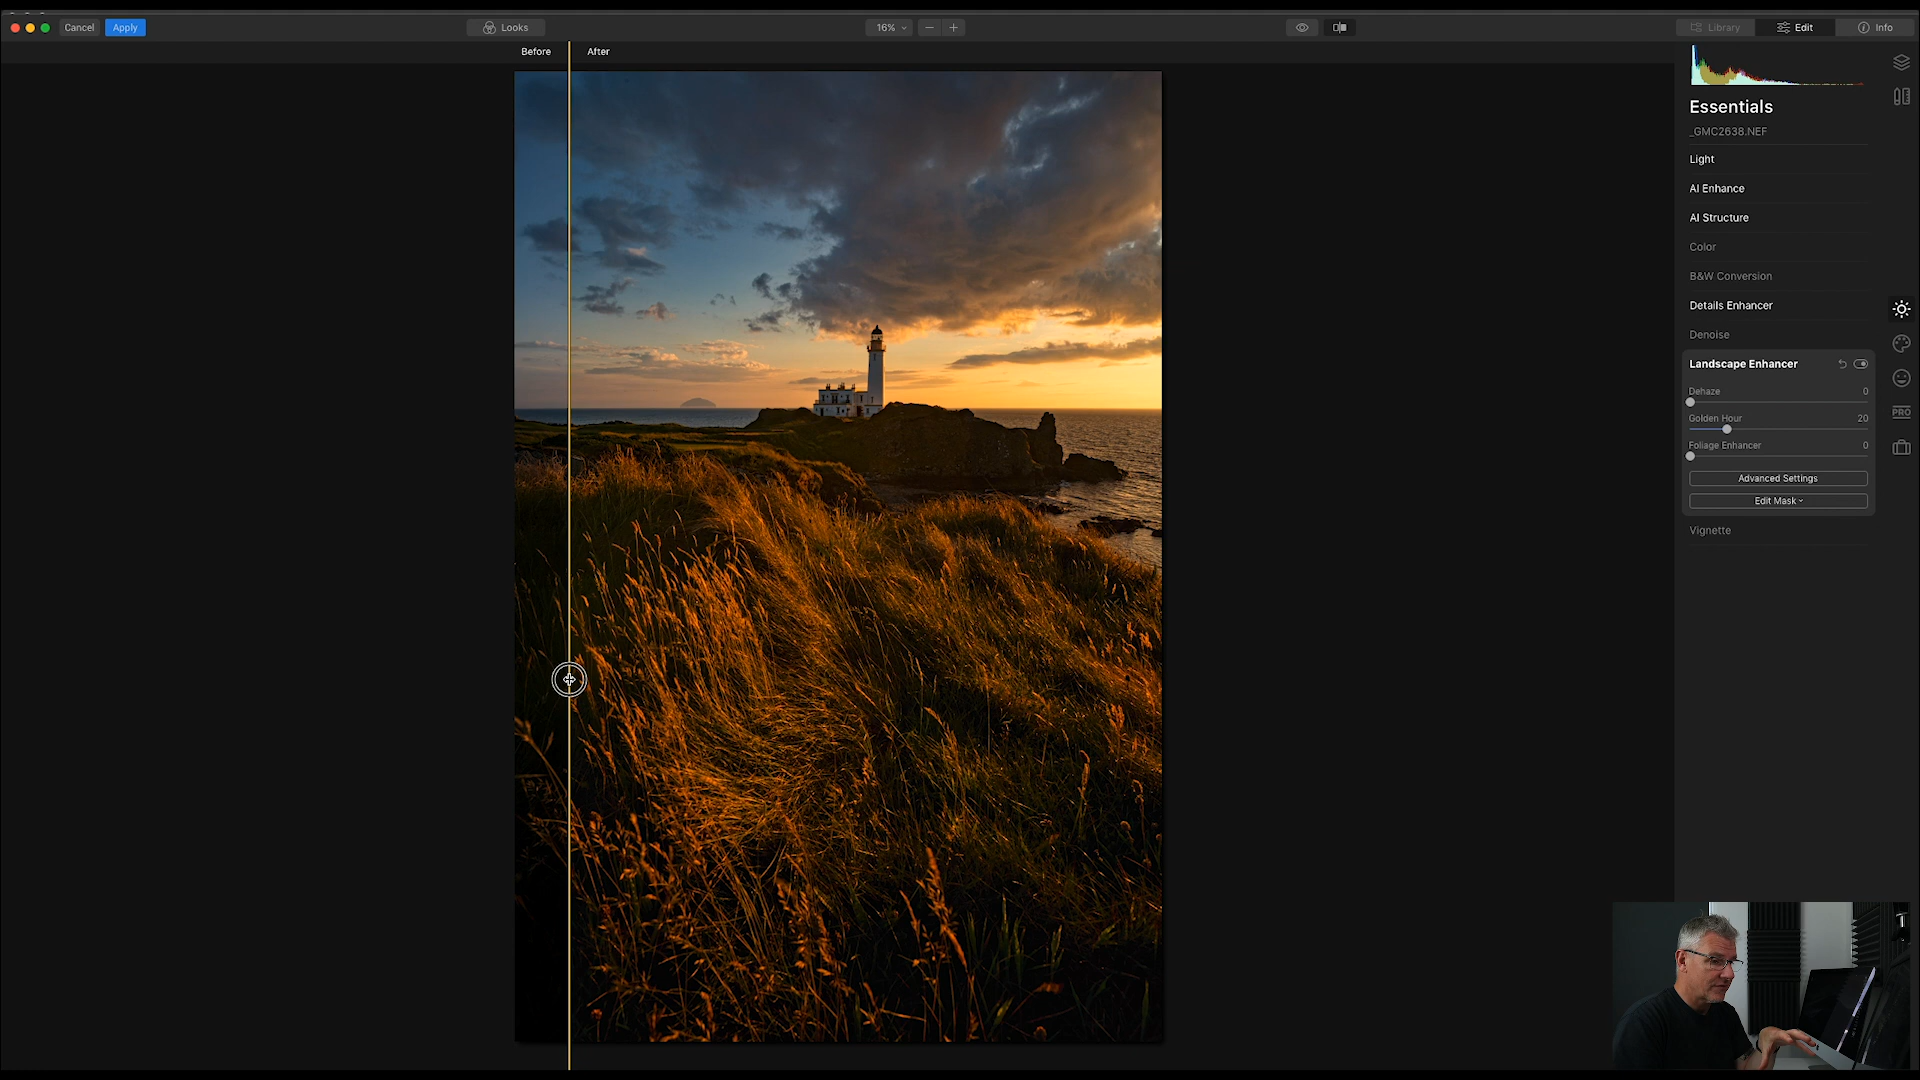 Cancel
Apply
Looks
16%
Library
Edit
Info
Before
After
Essentials
_GMC2638.NEF
Light
AI Enhance
AI Structure
Color
B&W Conversion
Details Enhancer
Denoise
Landscape Enhancer
Dehaze 0
Golden Hour 20
Foliage Enhancer 0
Advanced Settings
Edit Mask
Vignette
PRO